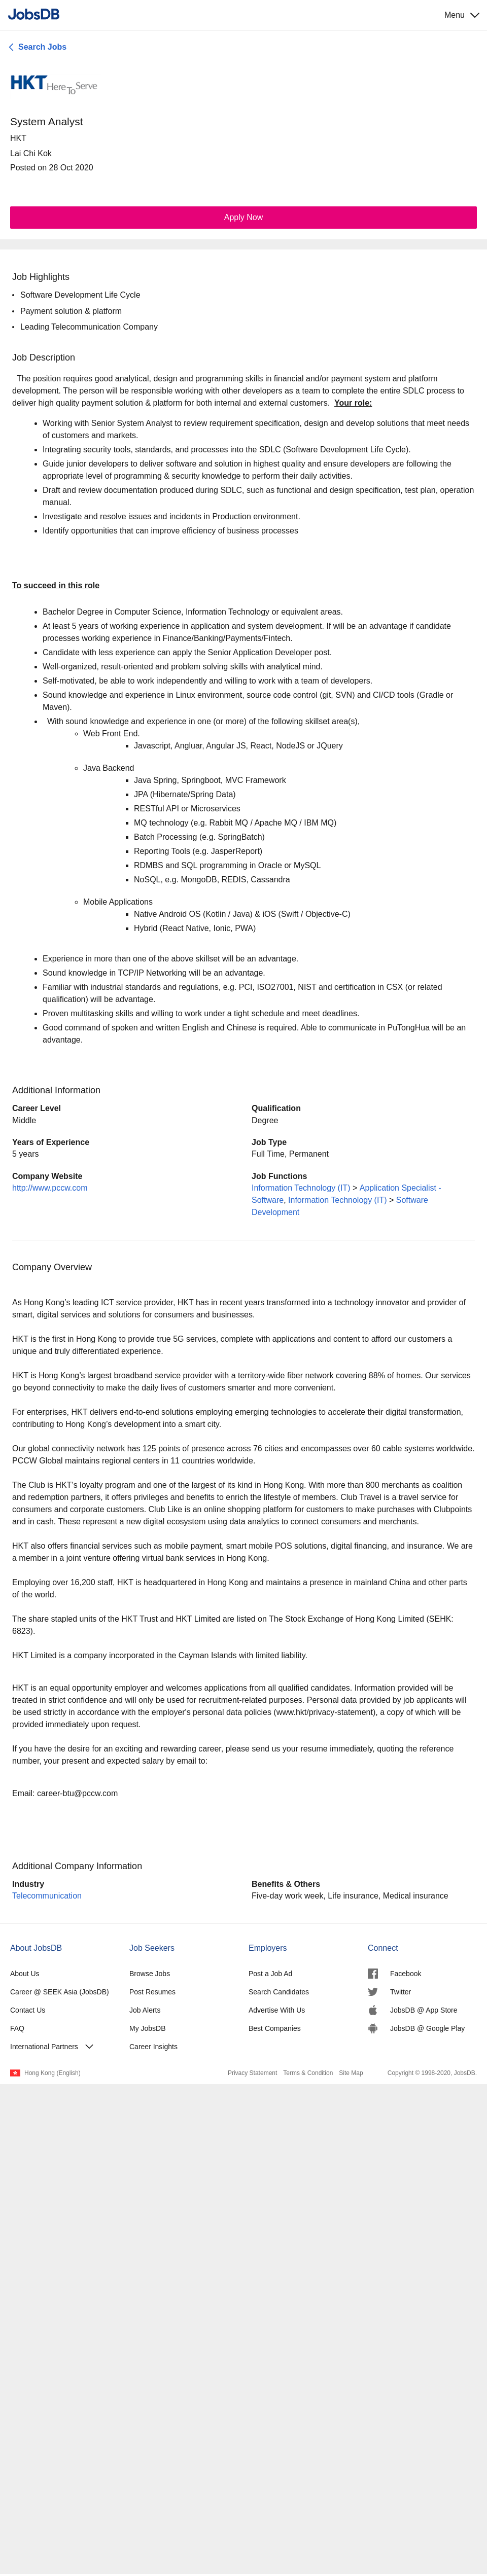 JobsDB
Menu
Search Jobs
HKT Here To Serve
System Analyst
HKT
Lai Chi Kok
Posted on 28 Oct 2020
Apply Now
Job Highlights
• Software Development Life Cycle
• Payment solution & platform
• Leading Telecommunication Company
Job Description
The position requires good analytical, design and programming skills in financial and/or payment system and platform
development. The person will be responsible working with other developers as a team to complete the entire SDLC process to
deliver high quality payment solution & platform for both internal and external customers. Your role:
• Working with Senior System Analyst to review requirement specification, design and develop solutions that meet needs
of customers and markets.
• Integrating security tools, standards, and processes into the SDLC (Software Development Life Cycle).
• Guide junior developers to deliver software and solution in highest quality and ensure developers are following the
appropriate level of programming & security knowledge to perform their daily activities.
• Draft and review documentation produced during SDLC, such as functional and design specification, test plan, operation
manual.
• Investigate and resolve issues and incidents in Production environment.
• Identify opportunities that can improve efficiency of business processes
To succeed in this role
• Bachelor Degree in Computer Science, Information Technology or equivalent areas.
• At least 5 years of working experience in application and system development. If will be an advantage if candidate
processes working experience in Finance/Banking/Payments/Fintech.
• Candidate with less experience can apply the Senior Application Developer post.
• Well-organized, result-oriented and problem solving skills with analytical mind.
• Self-motivated, be able to work independently and willing to work with a team of developers.
• Sound knowledge and experience in Linux environment, source code control (git, SVN) and CI/CD tools (Gradle or
Maven).
• With sound knowledge and experience in one (or more) of the following skillset area(s),
◦ Web Front End.
▪ Javascript, Angluar, Angular JS, React, NodeJS or JQuery
◦ Java Backend
▪ Java Spring, Springboot, MVC Framework
▪ JPA (Hibernate/Spring Data)
▪ RESTful API or Microservices
▪ MQ technology (e.g. Rabbit MQ / Apache MQ / IBM MQ)
▪ Batch Processing (e.g. SpringBatch)
▪ Reporting Tools (e.g. JasperReport)
▪ RDMBS and SQL programming in Oracle or MySQL
▪ NoSQL, e.g. MongoDB, REDIS, Cassandra
◦ Mobile Applications
▪ Native Android OS (Kotlin / Java) & iOS (Swift / Objective-C)
▪ Hybrid (React Native, Ionic, PWA)
• Experience in more than one of the above skillset will be an advantage.
• Sound knowledge in TCP/IP Networking will be an advantage.
• Familiar with industrial standards and regulations, e.g. PCI, ISO27001, NIST and certification in CSX (or related
qualification) will be advantage.
• Proven multitasking skills and willing to work under a tight schedule and meet deadlines.
• Good command of spoken and written English and Chinese is required. Able to communicate in PuTongHua will be an
advantage.
Additional Information
Career Level
Middle
Qualification
Degree
Years of Experience
5 years
Job Type
Full Time, Permanent
Company Website
http://www.pccw.com
Job Functions
Information Technology (IT) > Application Specialist -
Software, Information Technology (IT) > Software
Development
Company Overview
As Hong Kong's leading ICT service provider, HKT has in recent years transformed into a technology innovator and provider of
smart, digital services and solutions for consumers and businesses.
HKT is the first in Hong Kong to provide true 5G services, complete with applications and content to afford our customers a
unique and truly differentiated experience.
HKT is Hong Kong's largest broadband service provider with a territory-wide fiber network covering 88% of homes. Our services
go beyond connectivity to make the daily lives of customers smarter and more convenient.
For enterprises, HKT delivers end-to-end solutions employing emerging technologies to accelerate their digital transformation,
contributing to Hong Kong's development into a smart city.
Our global connectivity network has 125 points of presence across 76 cities and encompasses over 60 cable systems worldwide.
PCCW Global maintains regional centers in 11 countries worldwide.
The Club is HKT's loyalty program and one of the largest of its kind in Hong Kong. With more than 800 merchants as coalition
and redemption partners, it offers privileges and benefits to enrich the lifestyle of members. Club Travel is a travel service for
consumers and corporate customers. Club Like is an online shopping platform for customers to make purchases with Clubpoints
and in cash. These represent a new digital ecosystem using data analytics to connect consumers and merchants.
HKT also offers financial services such as mobile payment, smart mobile POS solutions, digital financing, and insurance. We are
a member in a joint venture offering virtual bank services in Hong Kong.
Employing over 16,200 staff, HKT is headquartered in Hong Kong and maintains a presence in mainland China and other parts
of the world.
The share stapled units of the HKT Trust and HKT Limited are listed on The Stock Exchange of Hong Kong Limited (SEHK:
6823).
HKT Limited is a company incorporated in the Cayman Islands with limited liability.
HKT is an equal opportunity employer and welcomes applications from all qualified candidates. Information provided will be
treated in strict confidence and will only be used for recruitment-related purposes. Personal data provided by job applicants will
be used strictly in accordance with the employer's personal data policies (www.hkt/privacy-statement), a copy of which will be
provided immediately upon request.
If you have the desire for an exciting and rewarding career, please send us your resume immediately, quoting the reference
number, your present and expected salary by email to:
Email: career-btu@pccw.com
Additional Company Information
Industry
Telecommunication
Benefits & Others
Five-day work week, Life insurance, Medical insurance
About JobsDB
About Us
Career @ SEEK Asia (JobsDB)
Contact Us
FAQ
International Partners
Job Seekers
Browse Jobs
Post Resumes
Job Alerts
My JobsDB
Career Insights
Employers
Post a Job Ad
Search Candidates
Advertise With Us
Best Companies
Connect
Facebook
Twitter
JobsDB @ App Store
JobsDB @ Google Play
Hong Kong (English)
Privacy Statement Terms & Condition Site Map
Copyright © 1998-2020, JobsDB.